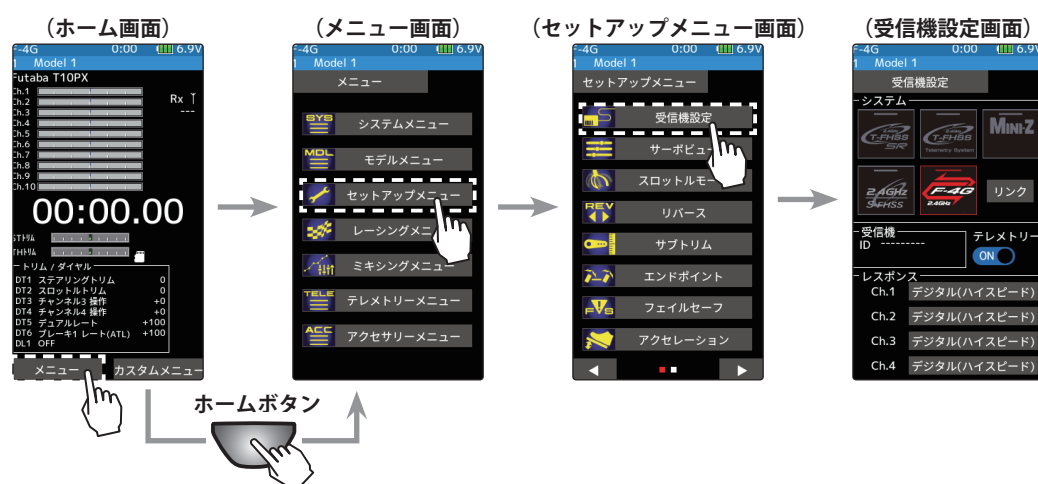 (ホーム画面)
F-4G 0:00 6.9V
1 Model 1
Futaba T10PX
Ch.1
Ch.2
Ch.3
Ch.4
Ch.5
Ch.6
Ch.7
Ch.8
Ch.9
Ch.10
Rx
---
00:00.00
STトリム
THトリム
トリム / ダイヤル
DT1 ステアリングトリム 0
DT2 スロットルトリム 0
DT3 チャンネル3 操作 +0
DT4 チャンネル4 操作 +0
DT5 デュアルレート +100
DT6 ブレーキ1 レート(ATL) +100
DL1 OFF
メニュー カスタムメニュー
ホームボタン
(メニュー画面)
F-4G 0:00 6.9V
1 Model 1
メニュー
SYS システムメニュー
MDL モデルメニュー
セットアップメニュー
レーシングメニ
ミキシングメニュー
TELE テレメトリーメニュー
ACC アクセサリーメニュー
(セットアップメニュー画面)
F-4G 0:00 6.9V
1 Model 1
セットアップメニュー
受信機設定
サーボビュ
スロットルモー
REV リバース
サブトリム
エンドポイント
F/S フェイルセーフ
アクセレーション
(受信機設定画面)
F-4G 0:00 6.9V
1 Model 1
受信機設定
システム
T-FHSS SR
T-FHSS Telemetry System
MINI-Z
2.4GHz S-FHSS
F-4G 2.4GHz
リンク
受信機
ID ---------
テレメトリー
ON
レスポンス
Ch.1 デジタル(ハイスピード)
Ch.2 デジタル(ハイスピード)
Ch.3 デジタル(ハイスピード)
Ch.4 デジタル(ハイスピード)